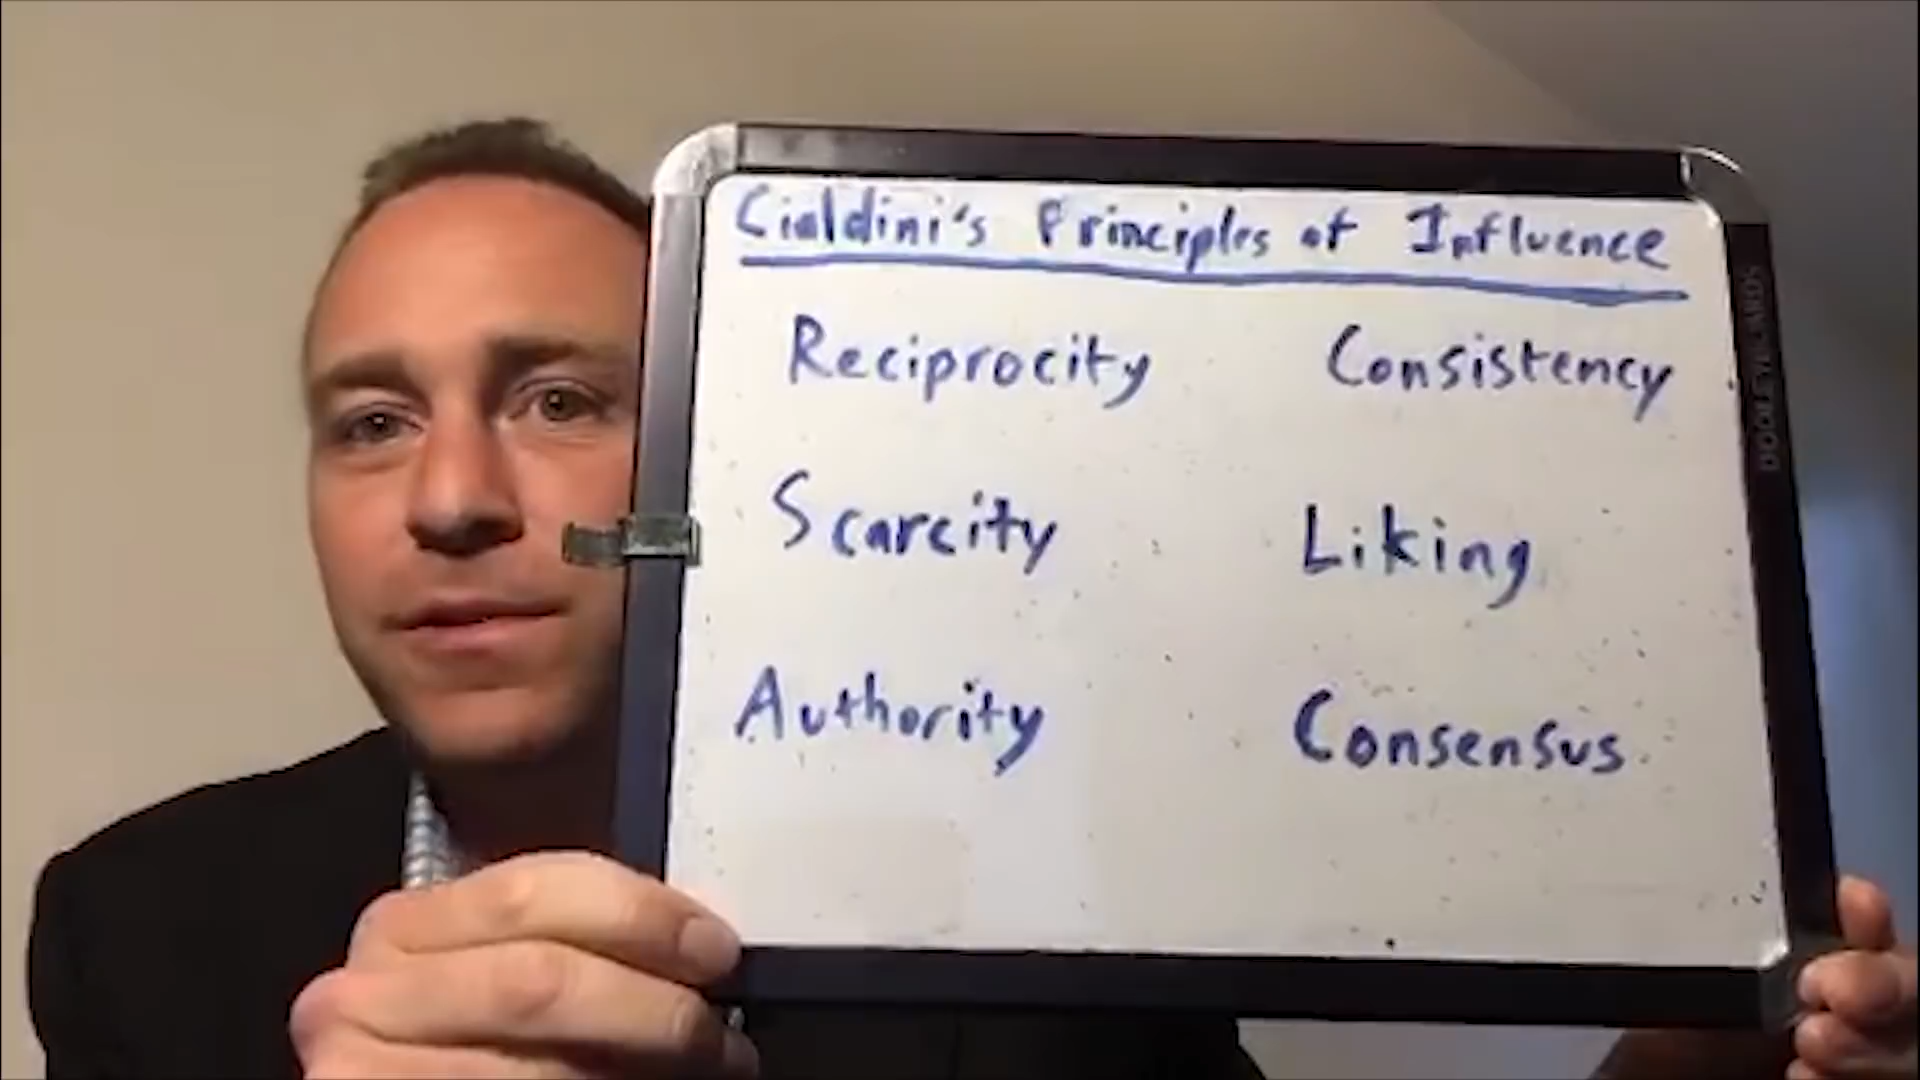 Cialdini's Principles of Influence
Reciprocity Consistency
Scarcity Liking
Authority Consensus